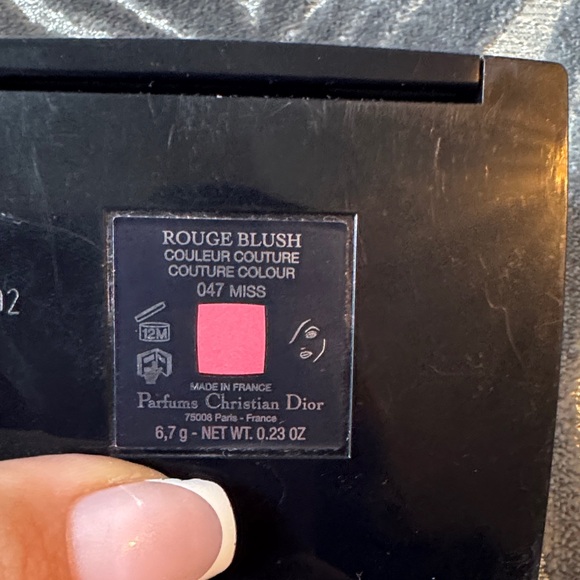 ROUGE BLUSH
COULEUR COUTURE
COUTURE COLOUR
047 MISS
12M
MADE IN FRANCE
Parfums Christian Dior
75008 Paris - France
6,7 g - NET WT. 0.23 OZ
02